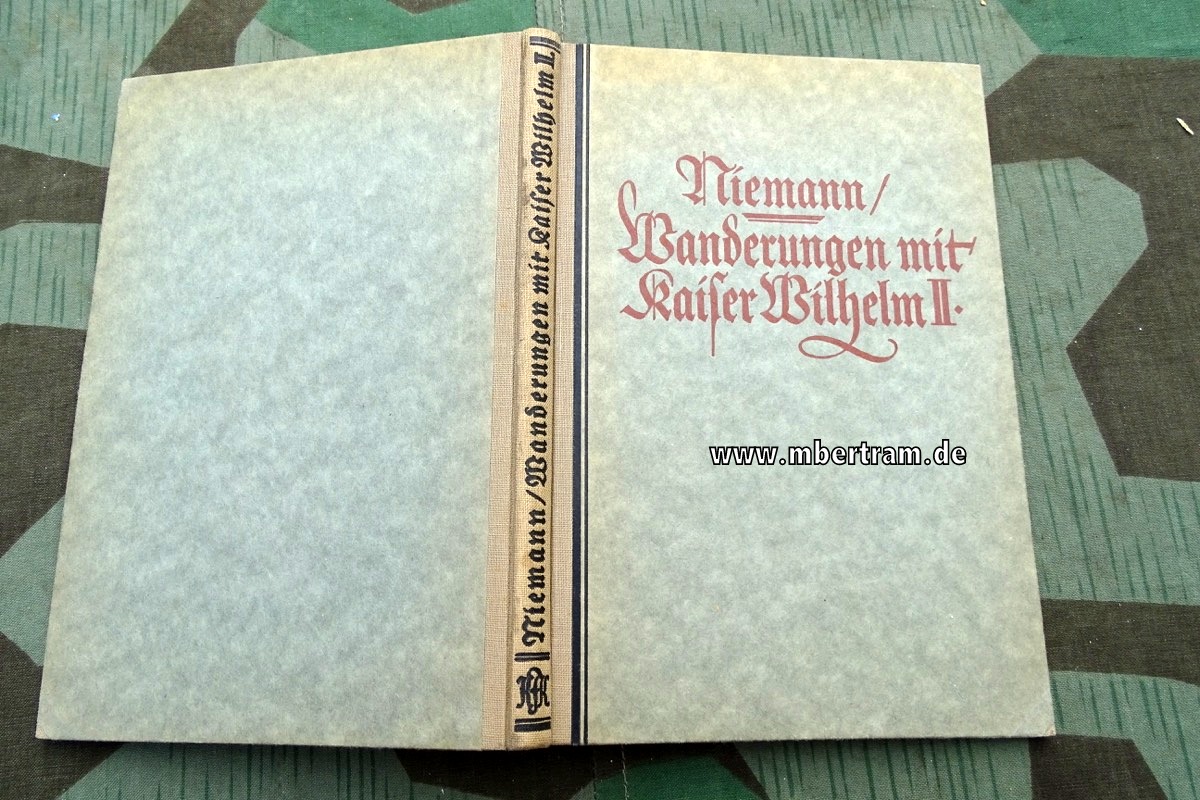 Niemann / Wanderungen mit Kaiser Wilhelm II.
Niemann /
Wanderungen mit
Kaiser Wilhelm II.
www.mbertram.de